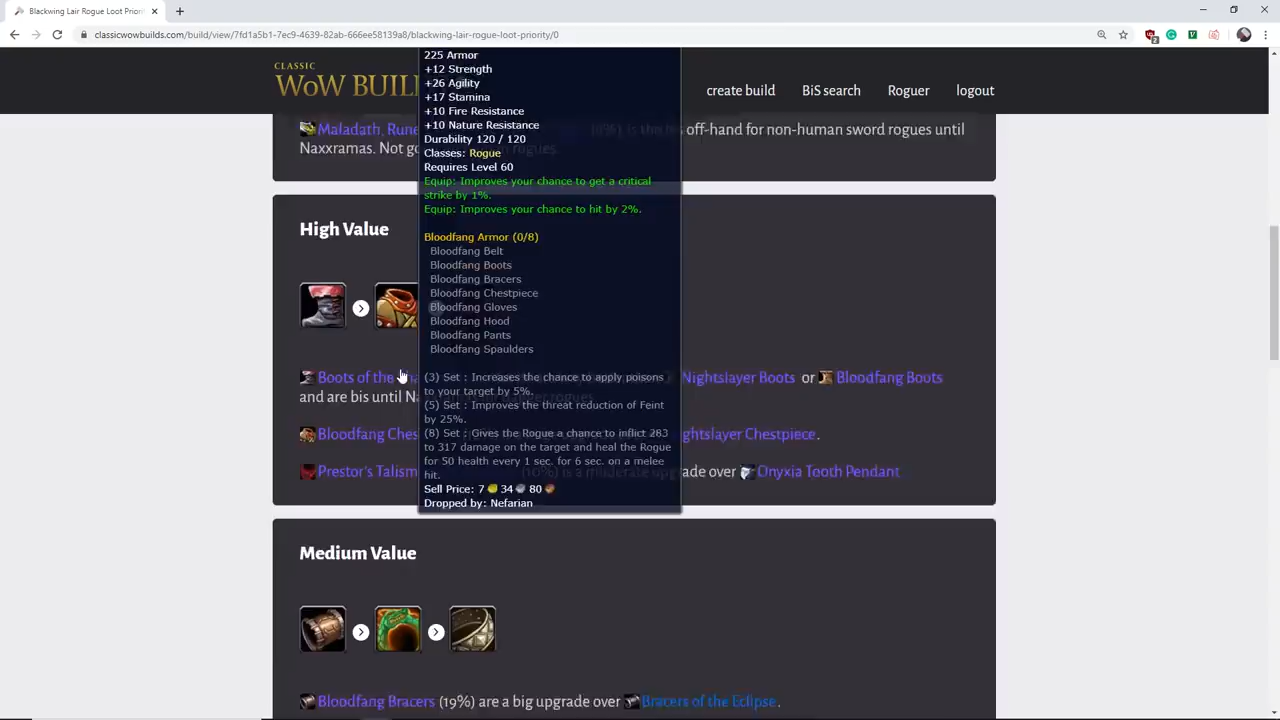 Blackwing Lair Rogue Loot Priori
classicwowbuilds.com/build/view/7fd1a5b1-7ec9-4639-82ab-666ee58139a8/blackwing-lair-rogue-loot-priority/0
2
CLASSIC
WoW BUIL
create build
BiS search
Roguer
logout
225 Armor
+12 Strength
+26 Agility
+17 Stamina
+10 Fire Resistance
+10 Nature Resistance
Durability 120 / 120
Classes: Rogue
Requires Level 60
Equip: Improves your chance to get a critical
strike by 1%.
Equip: Improves your chance to hit by 2%.
Bloodfang Armor (0/8)
Bloodfang Belt
Bloodfang Boots
Bloodfang Bracers
Bloodfang Chestpiece
Bloodfang Gloves
Bloodfang Hood
Bloodfang Pants
Bloodfang Spaulders
(3) Set : Increases the chance to apply poisons
to your target by 5%.
(5) Set : Improves the threat reduction of Feint
by 25%.
(8) Set : Gives the Rogue a chance to inflict 283
to 317 damage on the target and heal the Rogue
for 50 health every 1 sec. for 6 sec. on a melee
hit.
Sell Price: 7 34 80
Dropped by: Nefarian
Maladath, Rune is the off-hand for non-human sword rogues until
Naxxramas. Not
High Value
Boots of the Nightslayer Boots or Bloodfang Boots
and are bis until rogues.
Bloodfang Ches Nightslayer Chestpiece.
Prestor's Talism (10%) is a moderate upgrade over Onyxia Tooth Pendant
Medium Value
Bloodfang Bracers (19%) are a big upgrade over Bracers of the Eclipse.